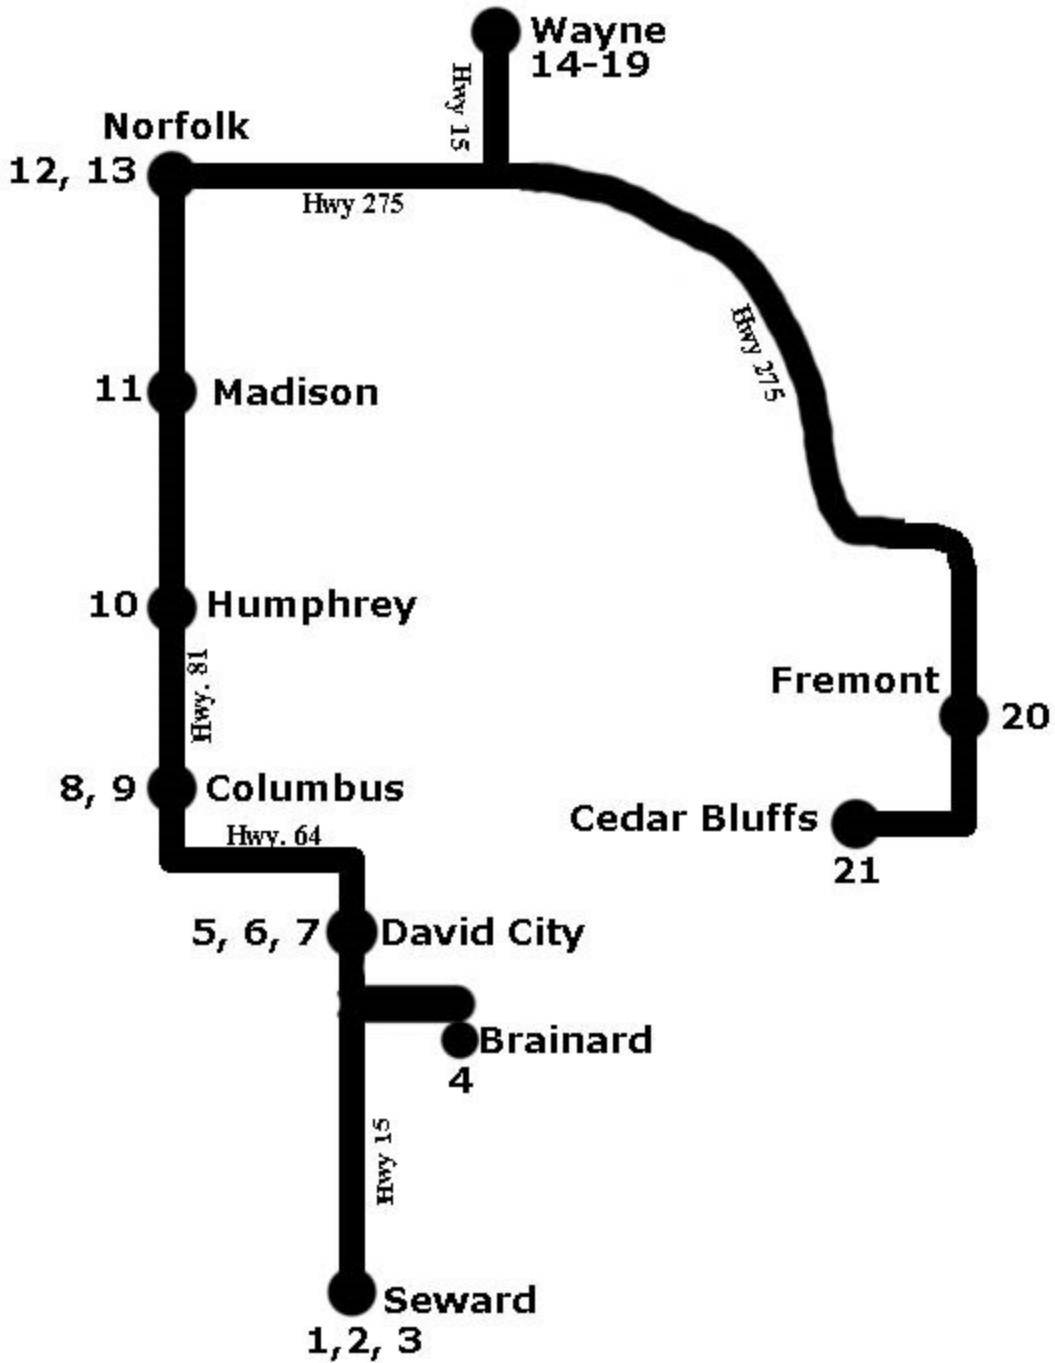 Wayne
14-19
Hwy 15
Norfolk
12, 13
Hwy 275
Hwy 275
11 Madison
10 Humphrey
Hwy. 81
Fremont
20
8, 9 Columbus
Cedar Bluffs
21
Hwy. 64
5, 6, 7 David City
Brainard
4
Hwy 15
Seward
1,2, 3